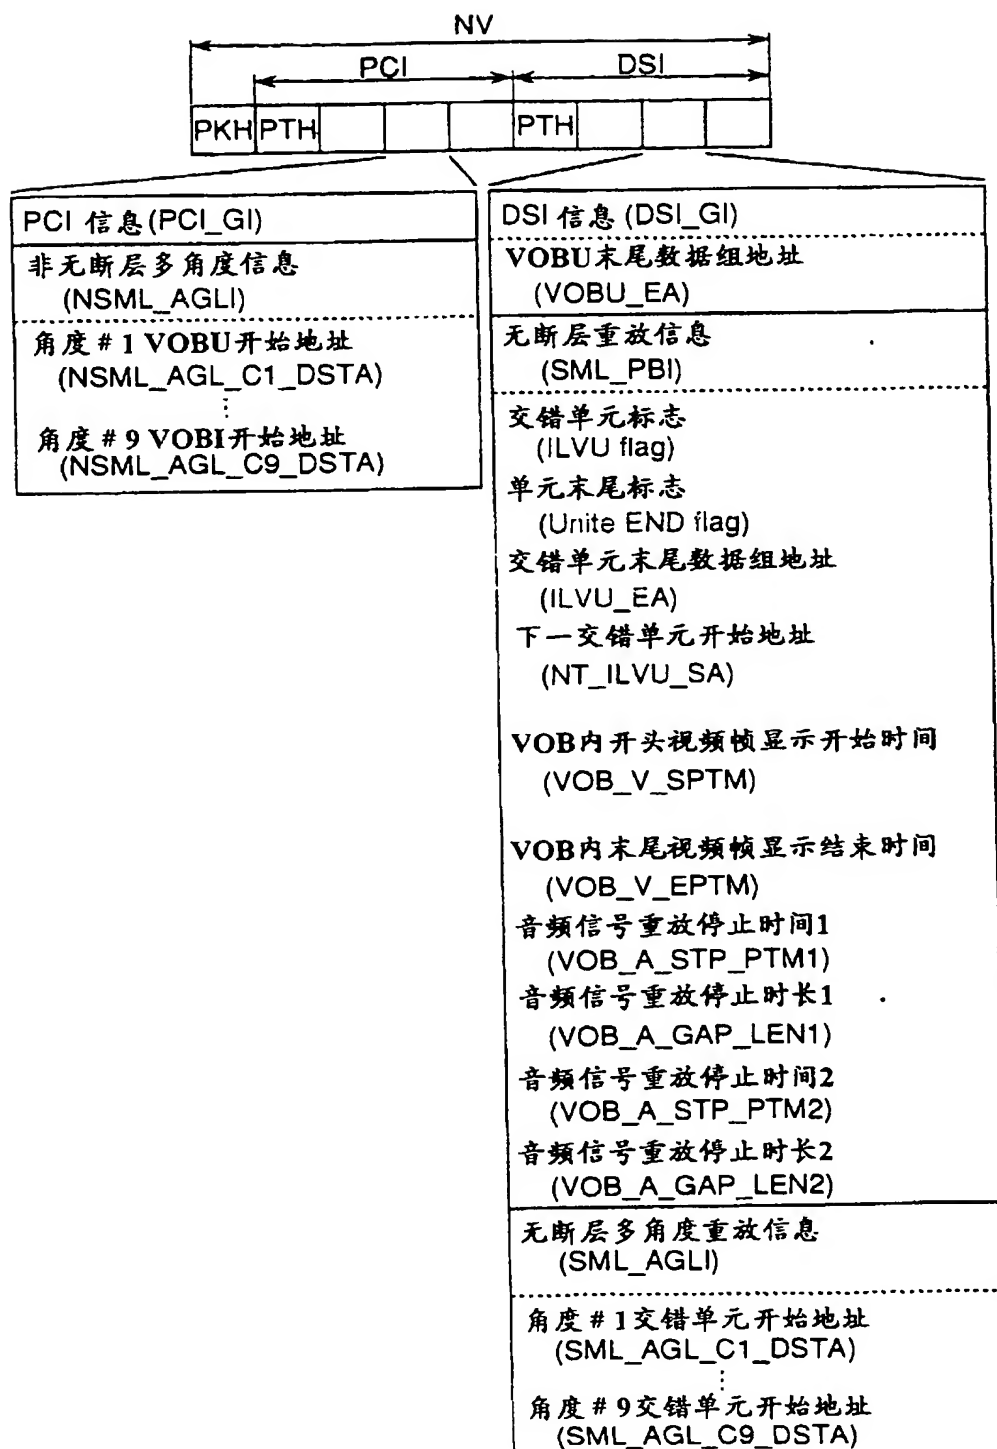 NV
PCI
DSI
PKH PTH PTH
PCI 信息(PCI_GI)
非无断层多角度信息
(NSML_AGLI)
角度#1 VOBU开始地址
(NSML_AGL_C1_DSTA)
角度#9 VOBI开始地址
(NSML_AGL_C9_DSTA)
DSI 信息(DSI_GI)
VOBU末尾数据组地址
(VOBU_EA)
无断层重放信息
(SML_PBI)
交错单元标志
(ILVU flag)
单元末尾标志
(Unite END flag)
交错单元末尾数据组地址
(ILVU_EA)
下一交错单元开始地址
(NT_ILVU_SA)
VOB内开头视频帧显示开始时间
(VOB_V_SPTM)
VOB内末尾视频帧显示结束时间
(VOB_V_EPTM)
音频信号重放停止时间1
(VOB_A_STP_PTM1)
音频信号重放停止时长1
(VOB_A_GAP_LEN1)
音频信号重放停止时间2
(VOB_A_STP_PTM2)
音频信号重放停止时长2
(VOB_A_GAP_LEN2)
无断层多角度重放信息
(SML_AGLI)
角度#1交错单元开始地址
(SML_AGL_C1_DSTA)
角度#9交错单元开始地址
(SML_AGL_C9_DSTA)